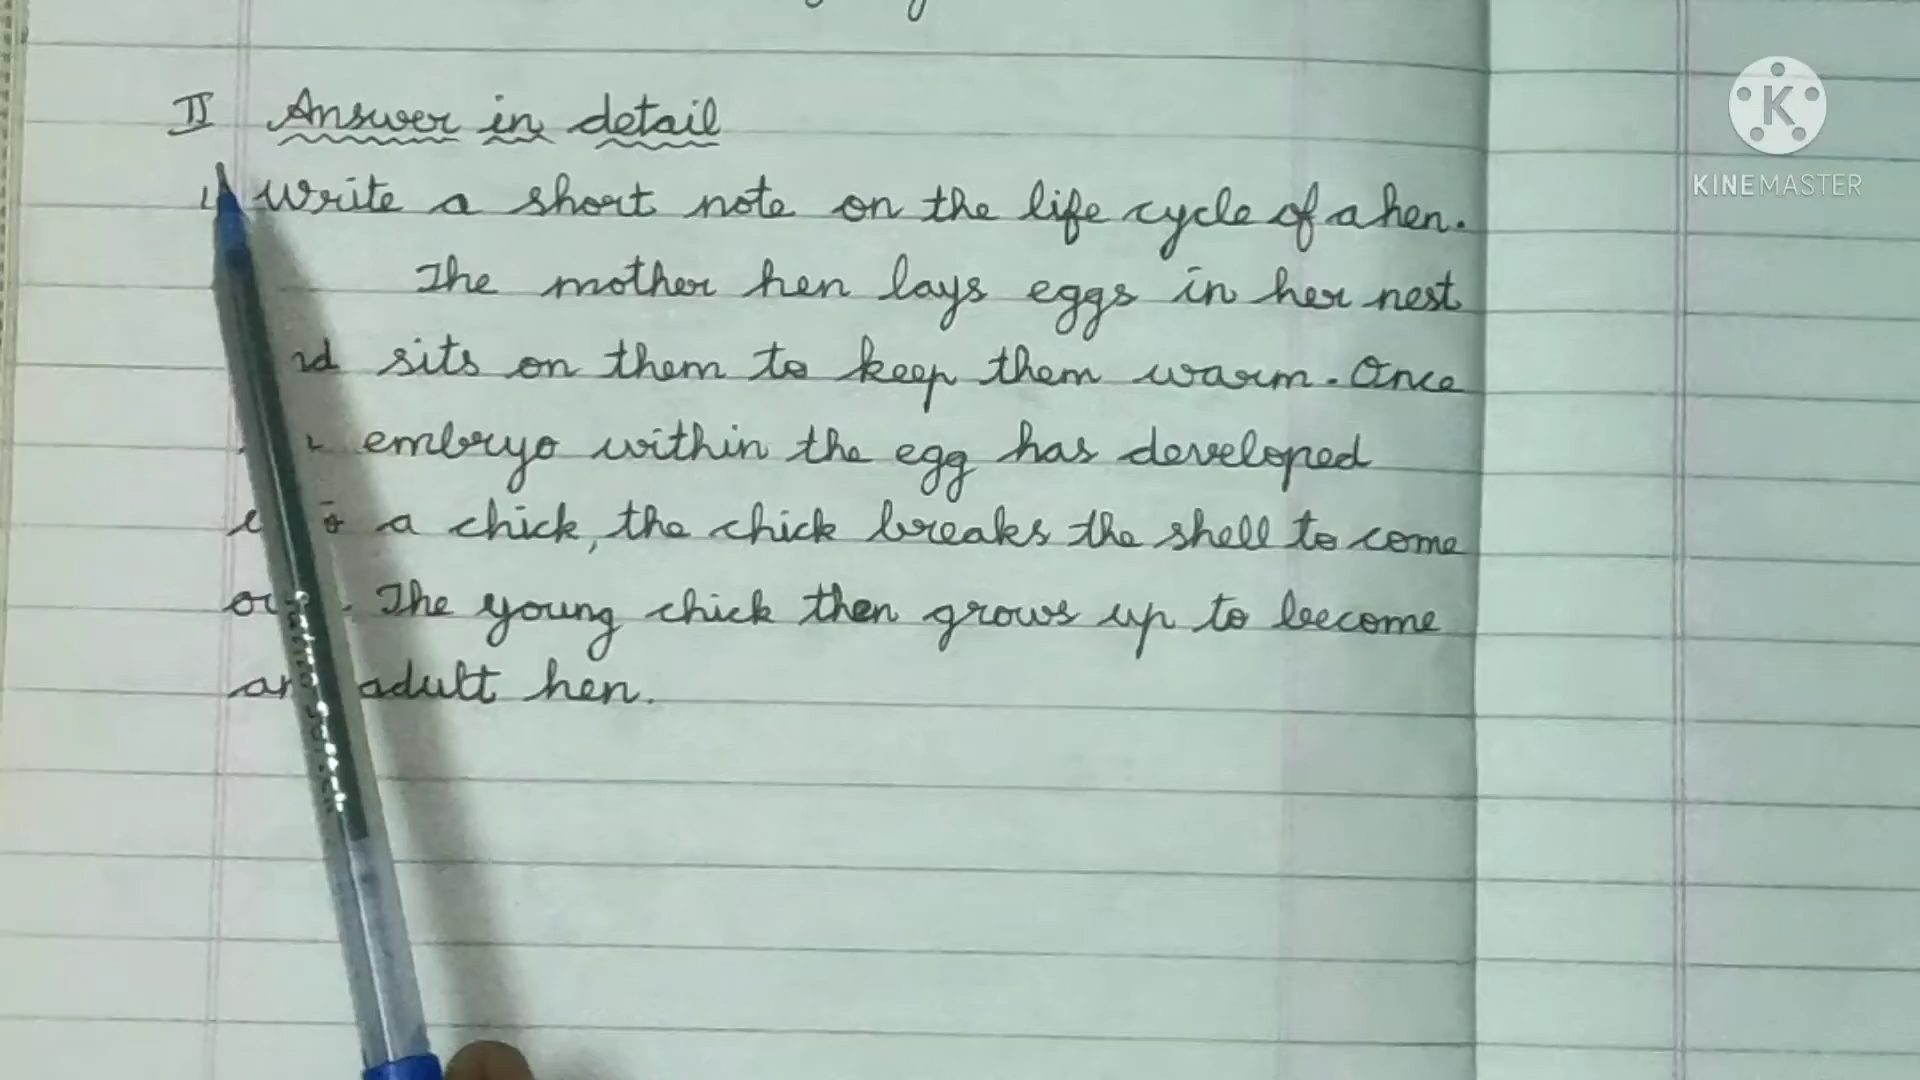 II Answer in detail
1) Write a short note on the life cycle of a hen.
The mother hen lays eggs in her nest
sits on them to keep them warm. Once
embryo within the egg has developed
a chick, the chick breaks the shell to come
The young chick then grows up to become
adult hen.
KINEMASTER